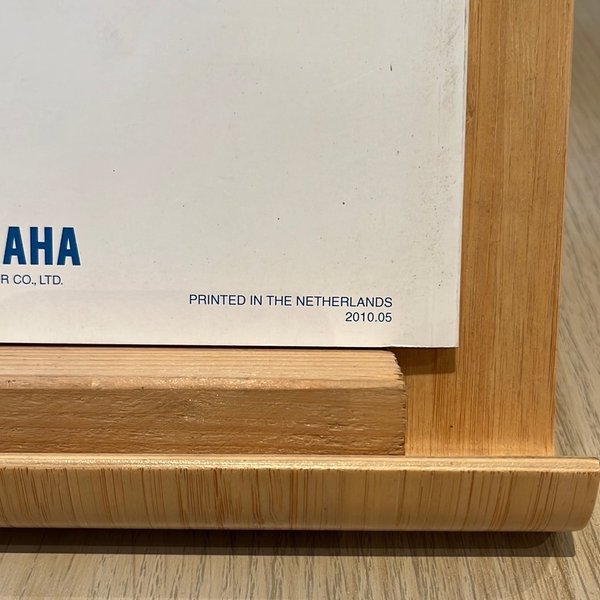 AHA
R CO., LTD.
PRINTED IN THE NETHERLANDS
2010.05